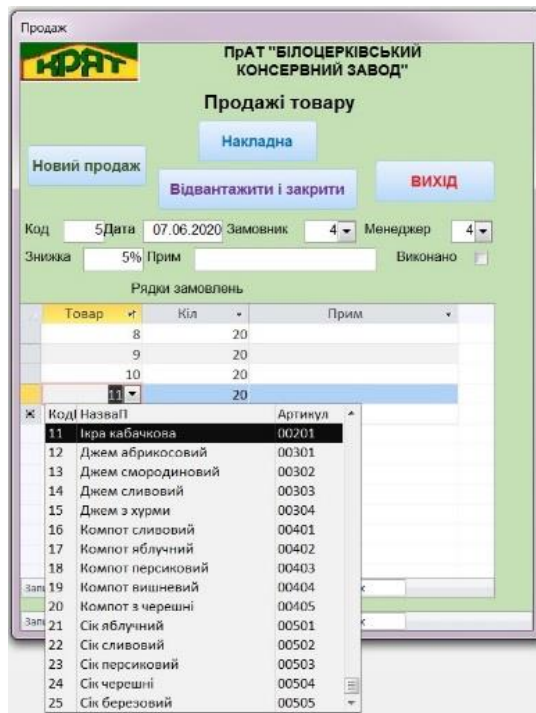 Продаж
КРЯТ
ПрАТ "БІЛОЦЕРКІВСЬКИЙ
КОНСЕРВНИЙ ЗАВОД"
Продажі товару
Накладна
Новий продаж
ВИХІД
Відвантажити і закрити
Код 5 Дата 07.06.2020 Замовник 4 Менеджер 4
Знижка 5% Прим Виконано
Рядки замовлень
Товар Кіл Прим
8 20
9 20
10 20
11 20
КодІ НазваП Артикул
11 Ікра кабачкова 00201
12 Джем абрикосовий 00301
13 Джем смородиновий 00302
14 Джем сливовий 00303
15 Джем з хурми 00304
16 Компот сливовий 00401
17 Компот яблучний 00402
18 Компот персиковий 00403
19 Компот вишневий 00404
20 Компот з черешні 00405
21 Сік яблучний 00501
22 Сік сливовий 00502
23 Сік персиковий 00503
24 Сік черешні 00504
25 Сік березовий 00505